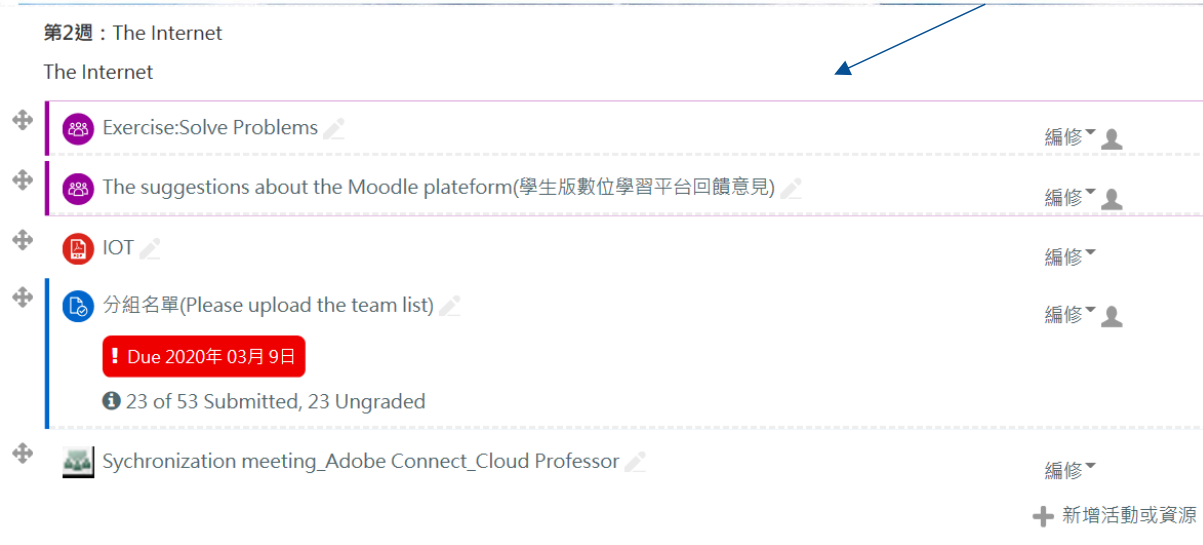 第2週：The Internet
The Internet
Exercise:Solve Problems
編修
The suggestions about the Moodle plateform(學生版數位學習平台回饋意見)
編修
IOT
編修
分組名單(Please upload the team list)
編修
! Due 2020年 03月 9日
23 of 53 Submitted, 23 Ungraded
Sychronization meeting_Adobe Connect_Cloud Professor
編修
新增活動或資源